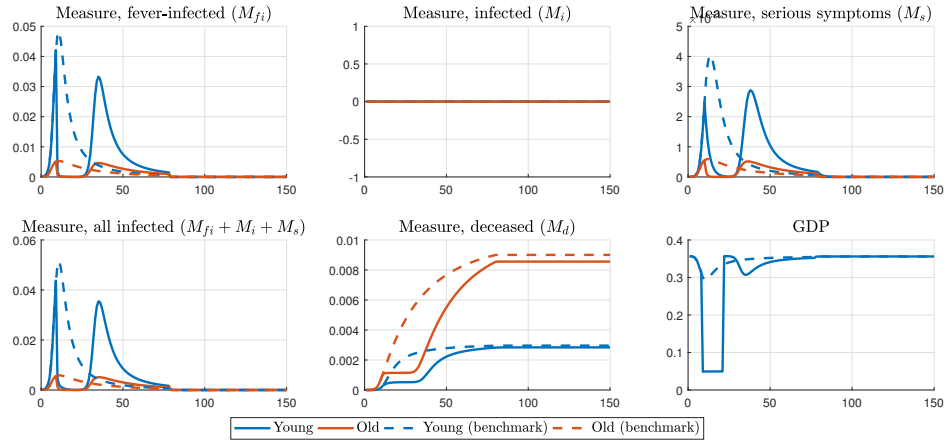 Measure, fever-infected (M_fi)
0.05
0.04
0.03
0.02
0.01
0
0 50 100 150
Measure, infected (M_i)
1
0.5
0
-0.5
-1
0 50 100 150
Measure, serious symptoms (M_s)
5
4
3
2
1
0
0 50 100 150
Measure, all infected (M_fi + M_i + M_s)
0.06
0.04
0.02
0
0 50 100 150
Measure, deceased (M_d)
0.01
0.008
0.006
0.004
0.002
0
0 50 100 150
GDP
0.4
0.3
0.2
0.1
0
0 50 100 150
Young Old Young (benchmark) Old (benchmark)